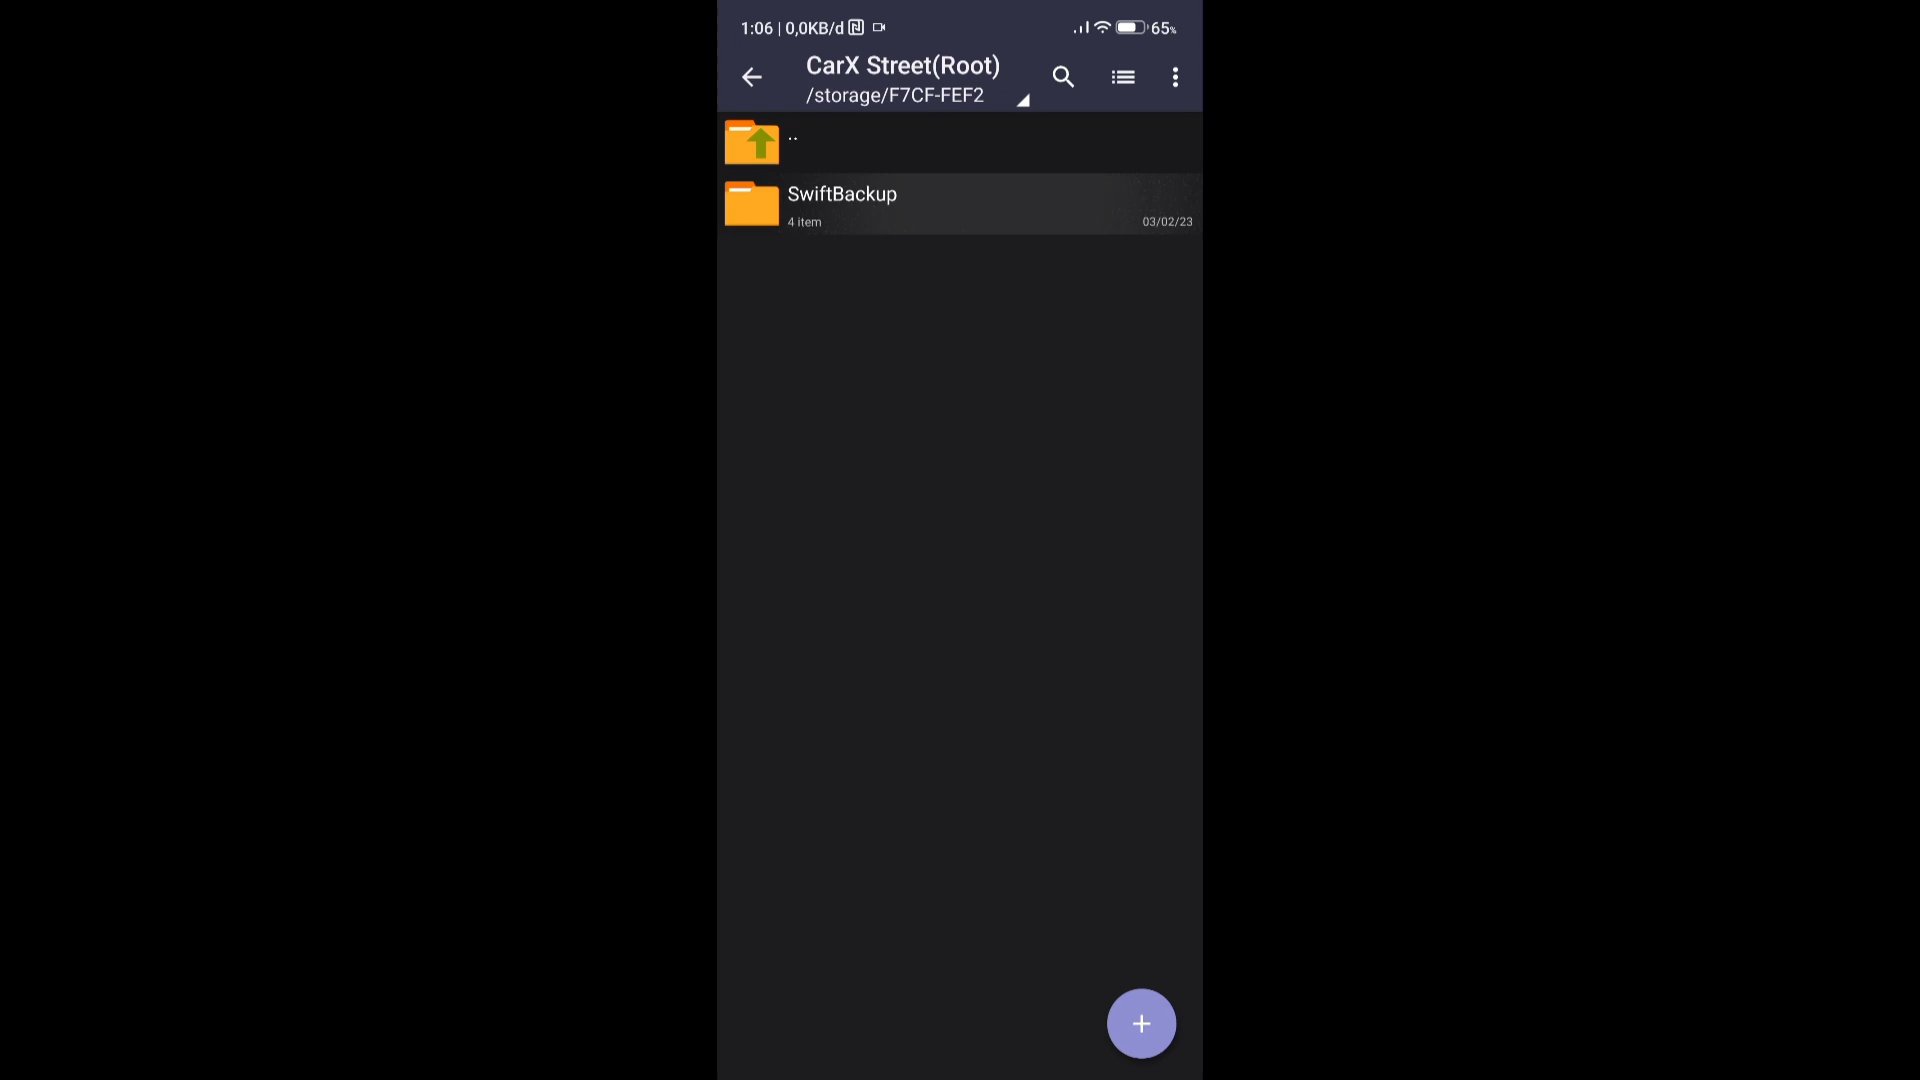 1:06 | 0,0KB/d
65%
CarX Street(Root)
/storage/F7CF-FEF2
..
SwiftBackup
4 item
03/02/23